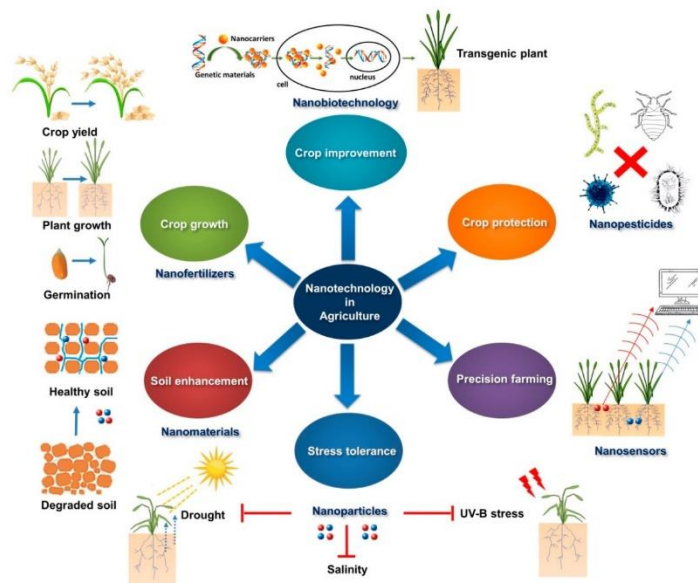 Nanocarriers
Genetic materials
cell
nucleus
Transgenic plant
Nanobiotechnology
Crop yield
Crop improvement
Plant growth
Crop growth
Crop protection
Nanopesticides
Nanofertilizers
Germination
Nanotechnology
in
Agriculture
Healthy soil
Soil enhancement
Precision farming
Nanomaterials
Stress tolerance
Nanosensors
Degraded soil
Drought
Nanoparticles
UV-B stress
Salinity